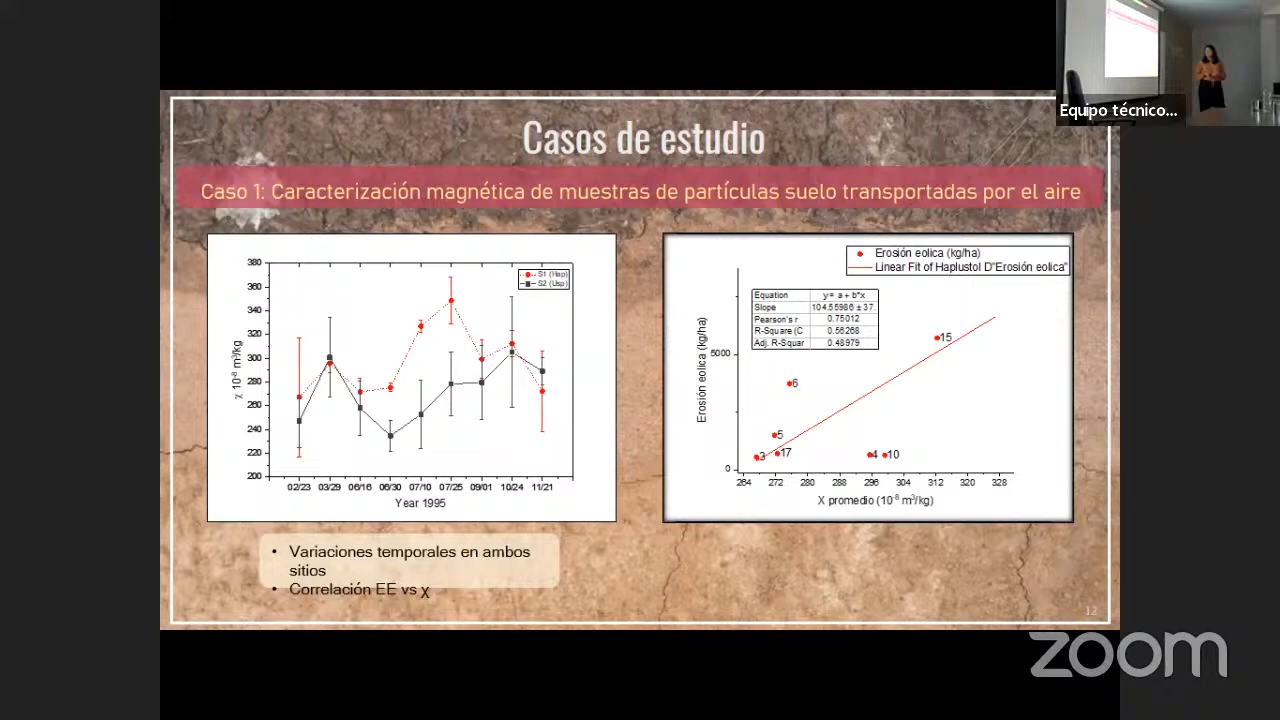 Equipo técnico...
Casos de estudio
Caso 1: Caracterización magnética de muestras de partículas suelo transportadas por el aire
380
360
340
320
300
280
260
240
220
200
χ 10⁻⁸ m³/kg
S1 (Hap)
S2 (Usp)
02/23 03/29 06/16 06/30 07/10 07/25 09/01 10/24 11/21
Year 1995
Erosión eolica (kg/ha)
Linear Fit of Haplustol D"Erosión eolica"
Equation y = a + b*x
Slope 104.55986 ± 37.
Pearson's r 0.75012
R-Square (C 0.56268
Adj. R-Squar 0.48979
Erosión eolica (kg/ha)
5000
0
15
6
5
3
17
4
10
264 272 280 288 296 304 312 320 328
X promedio (10⁻⁸ m³/kg)
• Variaciones temporales en ambos
sitios
• Correlación EE vs χ
12
zoom